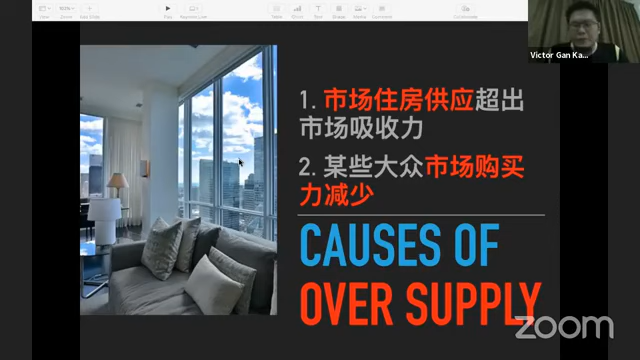 Victor Gan Ka...
1. 市场住房供应超出
市场吸收力
2. 某些大众市场购买
力减少
CAUSES OF
OVER SUPPLY
zoom